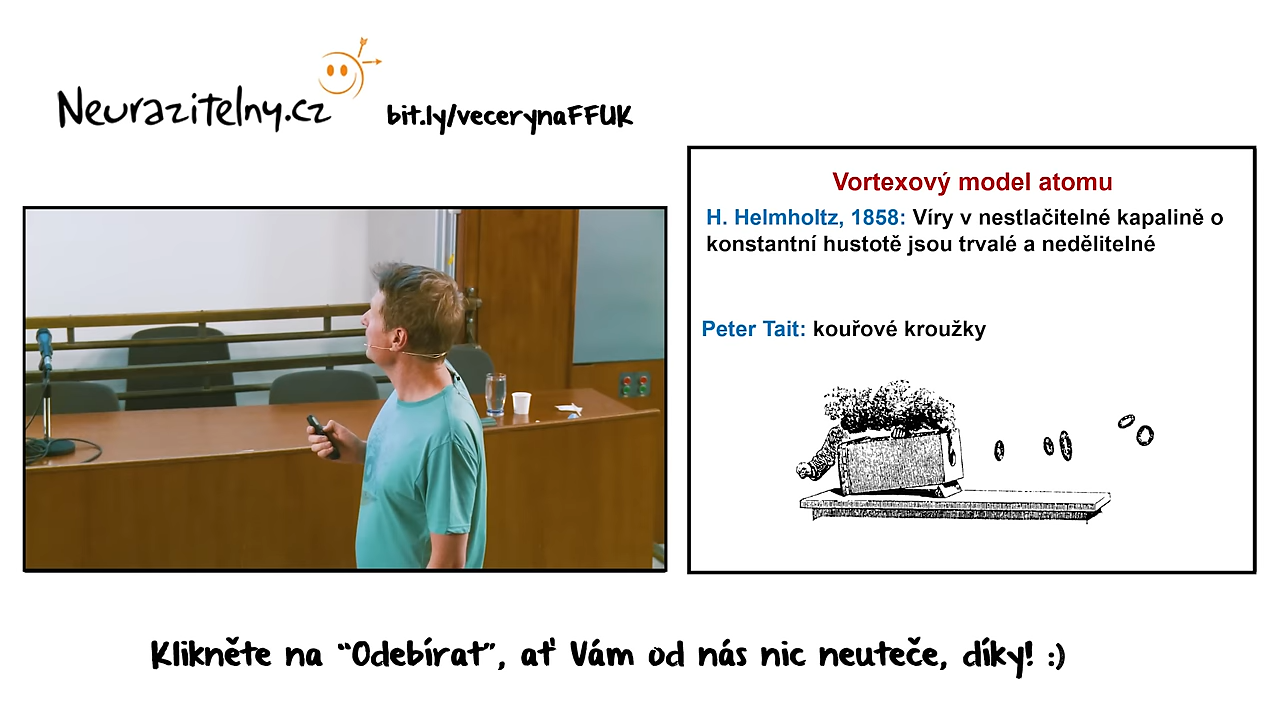 Neurazitelny.cz
bit.ly/vecerynaFFUK
Vortexový model atomu
H. Helmholtz, 1858: Víry v nestlačitelné kapalině o
konstantní hustotě jsou trvalé a nedělitelné
Peter Tait: kouřové kroužky
Klikněte na “Odebírat”, ať Vám od nás nic neuteče, díky! :)